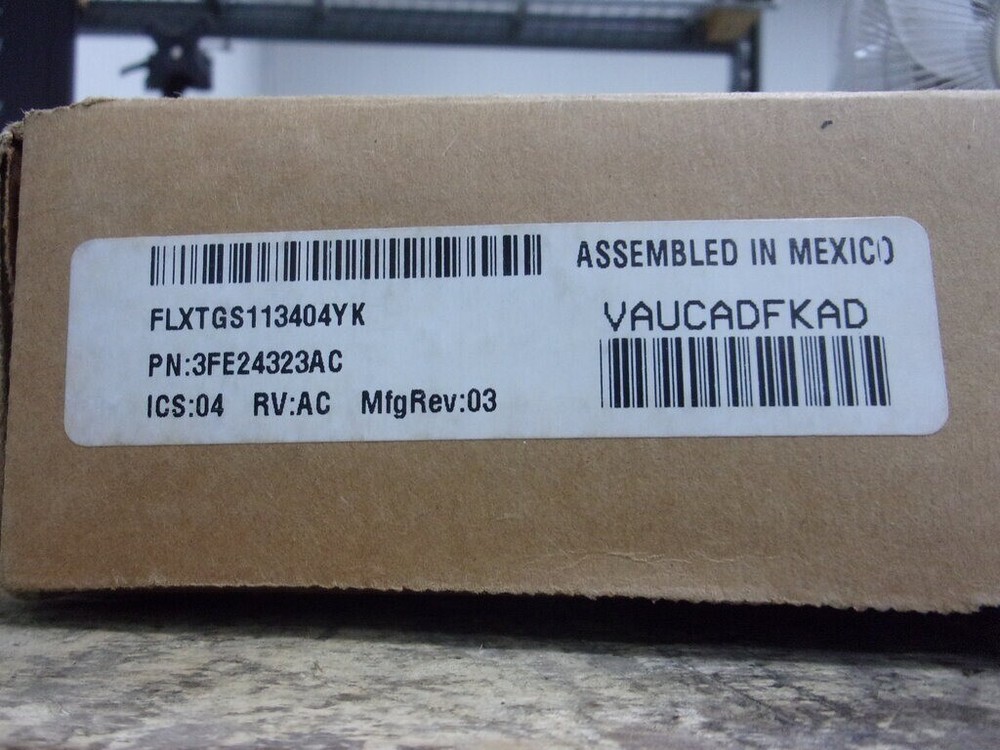 FLXTGS113404YK
PN:3FE24323AC
ICS:04 RV:AC MfgRev:03
ASSEMBLED IN MEXICO
VAUCADFKAD